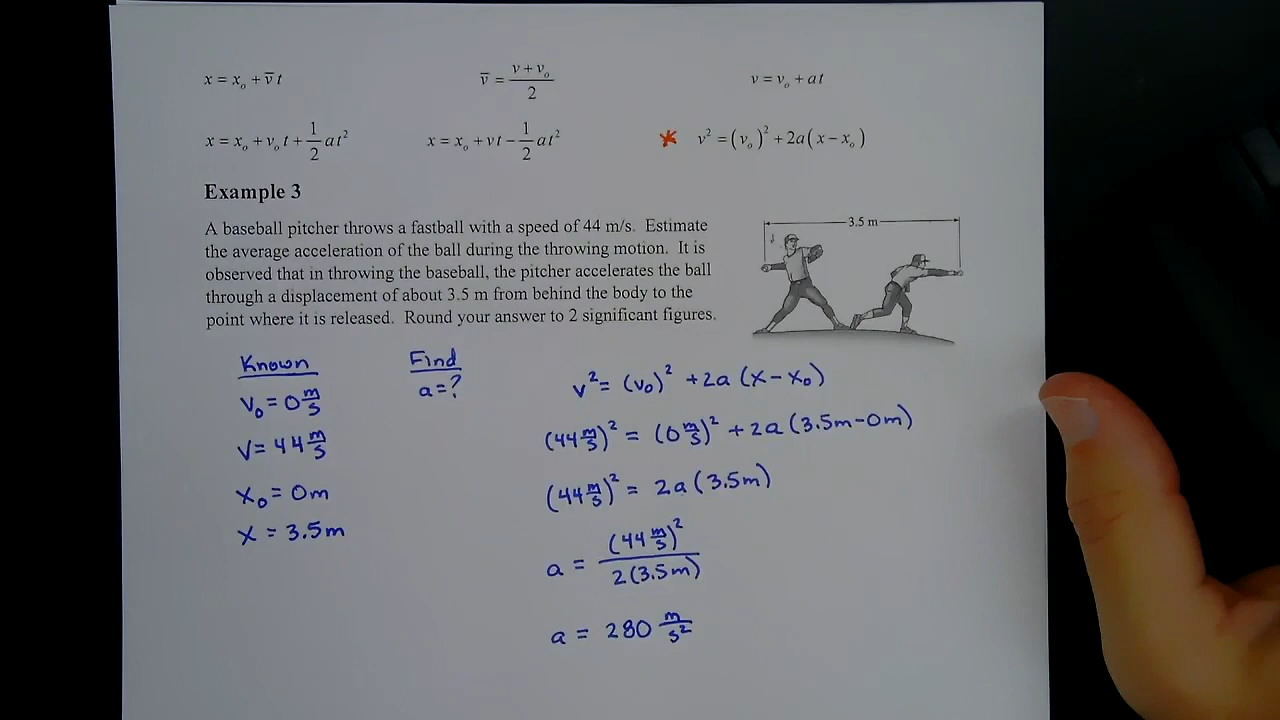 x = x₀ + v̄ t    v̄ = (v + v₀)/2    v = v₀ + at
x = x₀ + v₀ t + 1/2 at²    x = x₀ + vt − 1/2 at²    * v² = (v₀)² + 2a(x − x₀)
Example 3
A baseball pitcher throws a fastball with a speed of 44 m/s. Estimate
the average acceleration of the ball during the throwing motion. It is
observed that in throwing the baseball, the pitcher accelerates the ball
through a displacement of about 3.5 m from behind the body to the
point where it is released. Round your answer to 2 significant figures.
3.5 m
Known
v₀ = 0 m/s
v = 44 m/s
x₀ = 0m
x = 3.5m
Find
a = ?
v² = (v₀)² + 2a (x − x₀)
(44 m/s)² = (0 m/s)² + 2a (3.5m − 0m)
(44 m/s)² = 2a (3.5m)
a = (44 m/s)² / 2(3.5m)
a = 280 m/s²